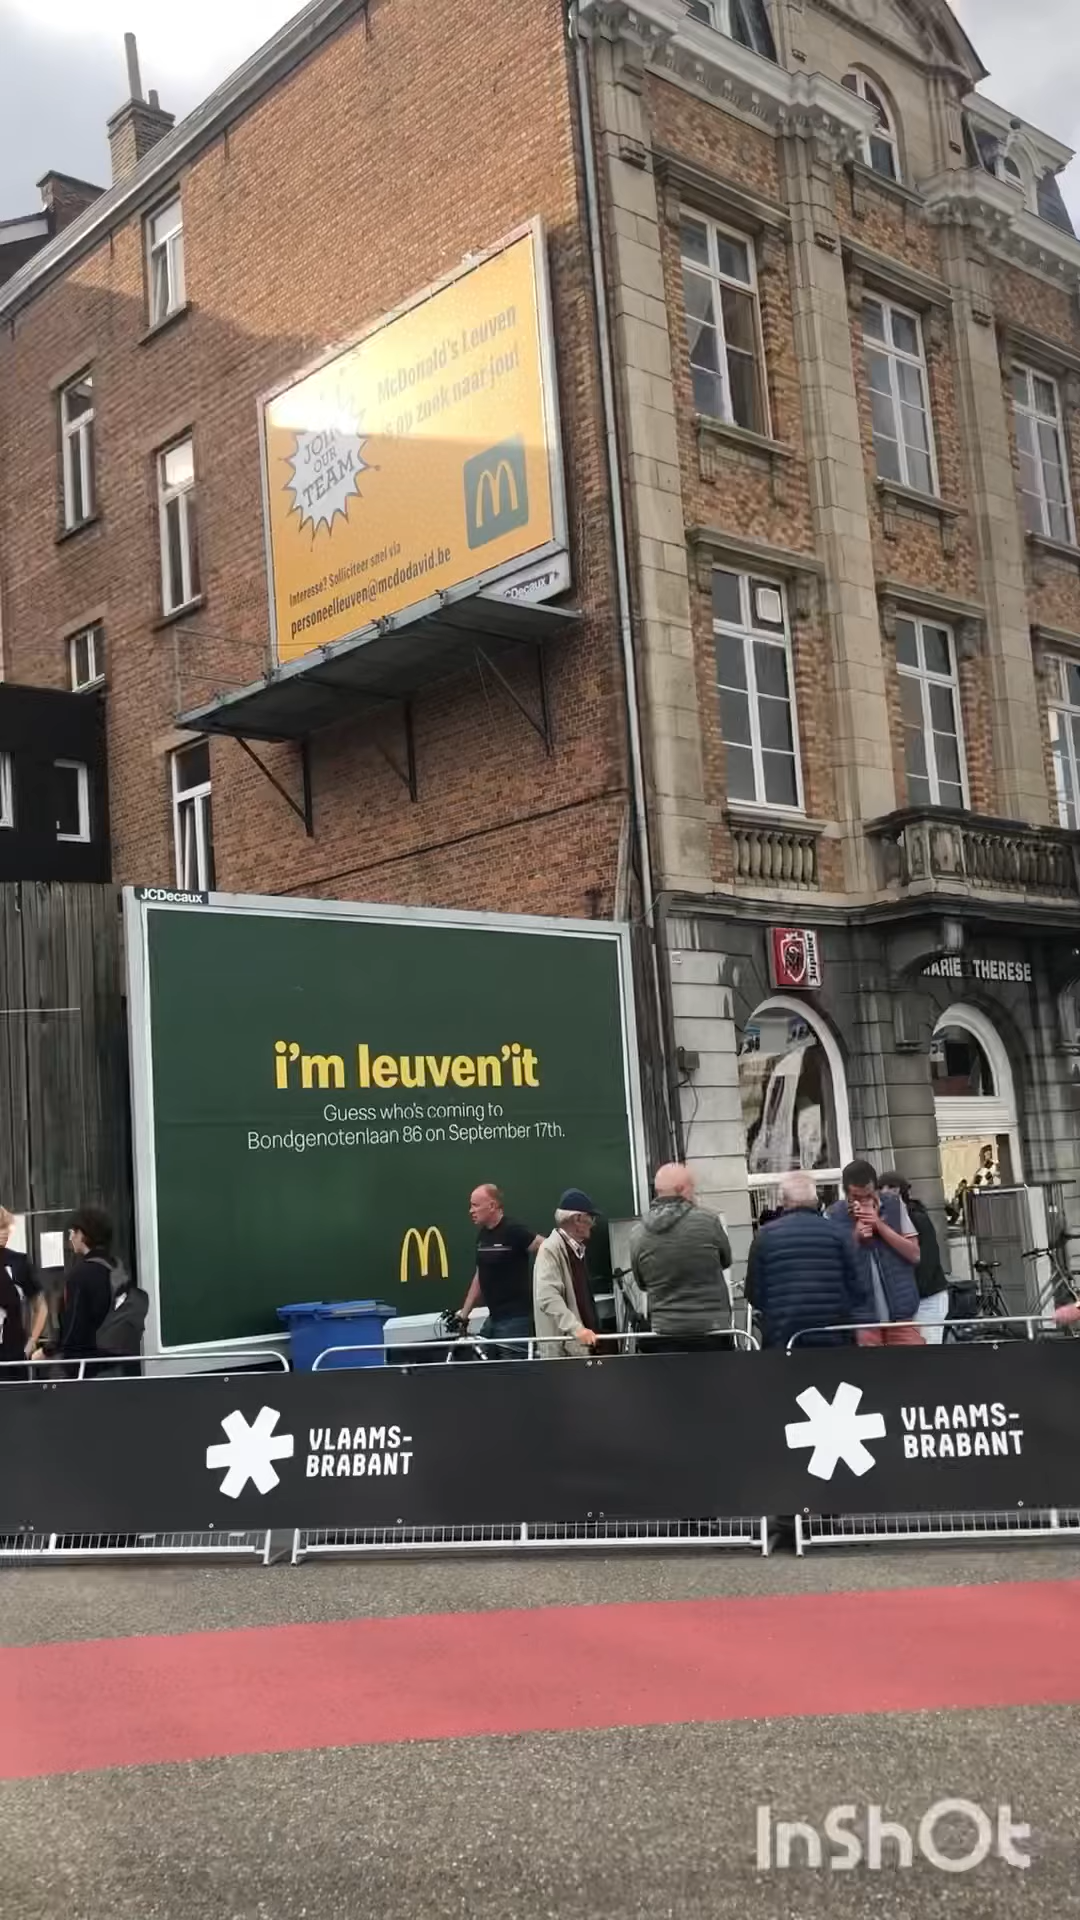 McDonald's Leuven
is op zoek naar jou!
JOIN
OUR
TEAM
Interesse? Solliciteer snel via
personeelleuven@mcdodavid.be
JCDecaux
JCDecaux
i'm leuven'it
Guess who's coming to
Bondgenotenlaan 86 on September 17th.
Jupiler
MARIE THERESE
VLAAMS-
BRABANT
VLAAMS-
BRABANT
InShOt